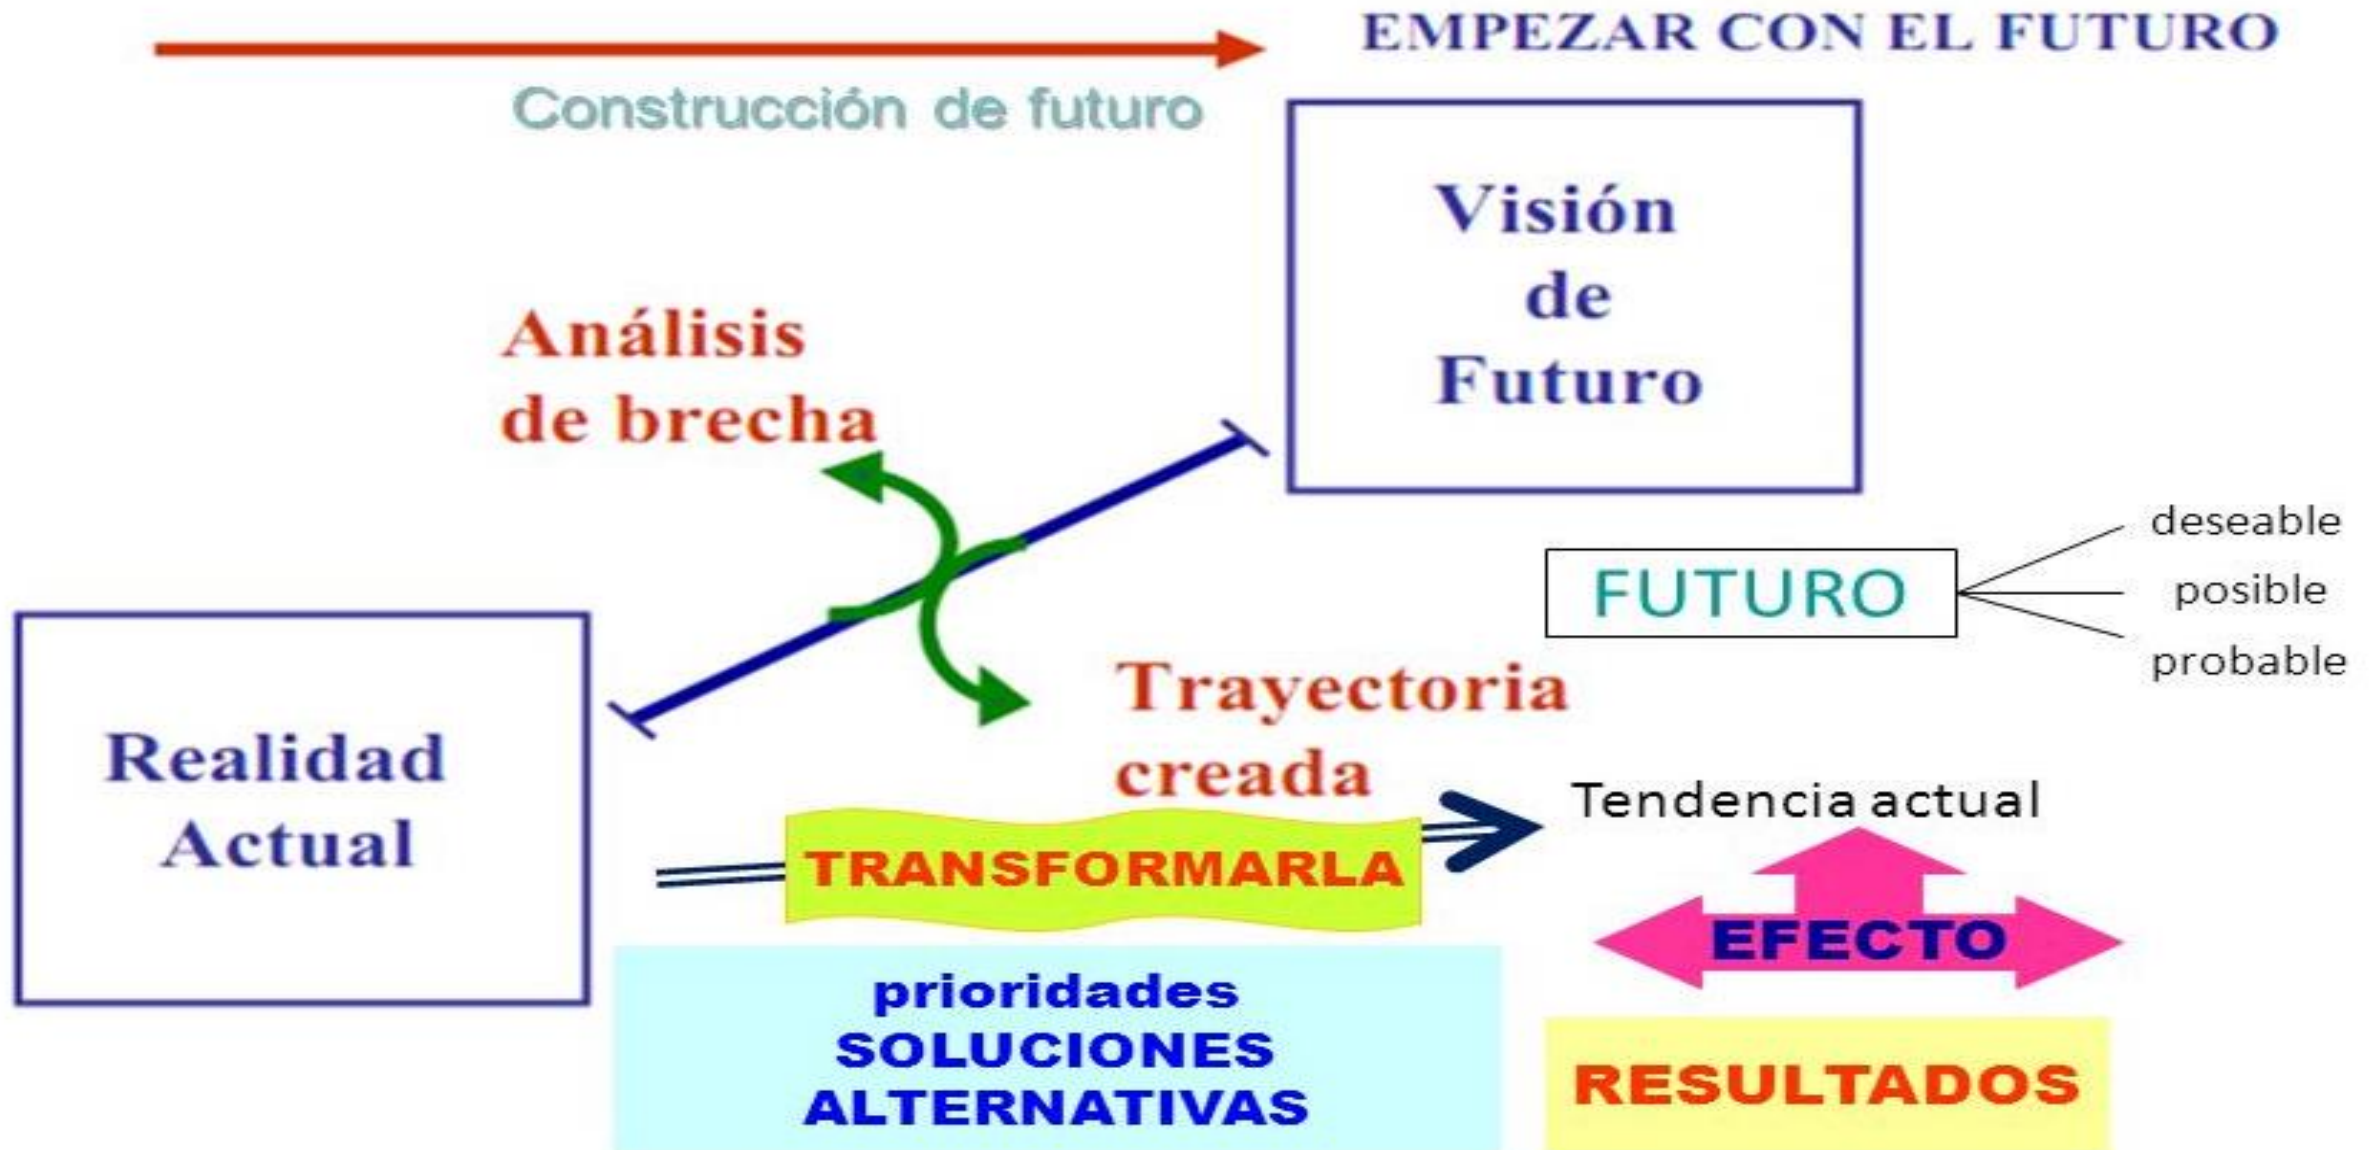 EMPEZAR CON EL FUTURO
Construcción de futuro
Visión
de
Futuro
Análisis
de brecha
deseable
FUTURO
posible
probable
Realidad
Actual
Trayectoria
creada
Tendencia actual
TRANSFORMARLA
EFECTO
prioridades
SOLUCIONES
ALTERNATIVAS
RESULTADOS